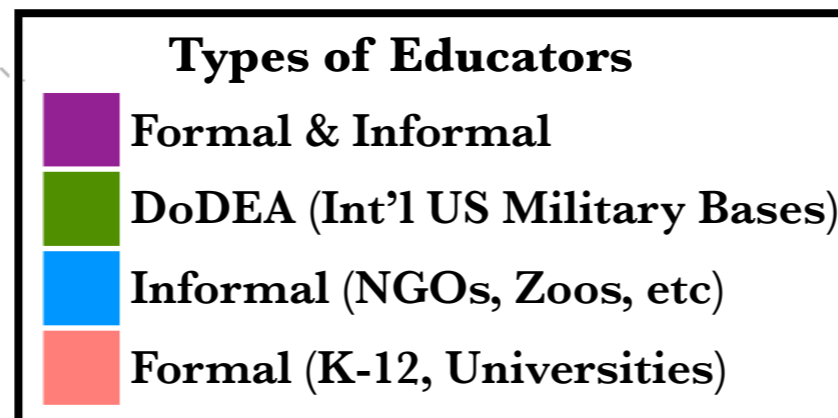 Types of Educators
Formal & Informal
DoDEA (Int’l US Military Bases)
Informal (NGOs, Zoos, etc)
Formal (K-12, Universities)